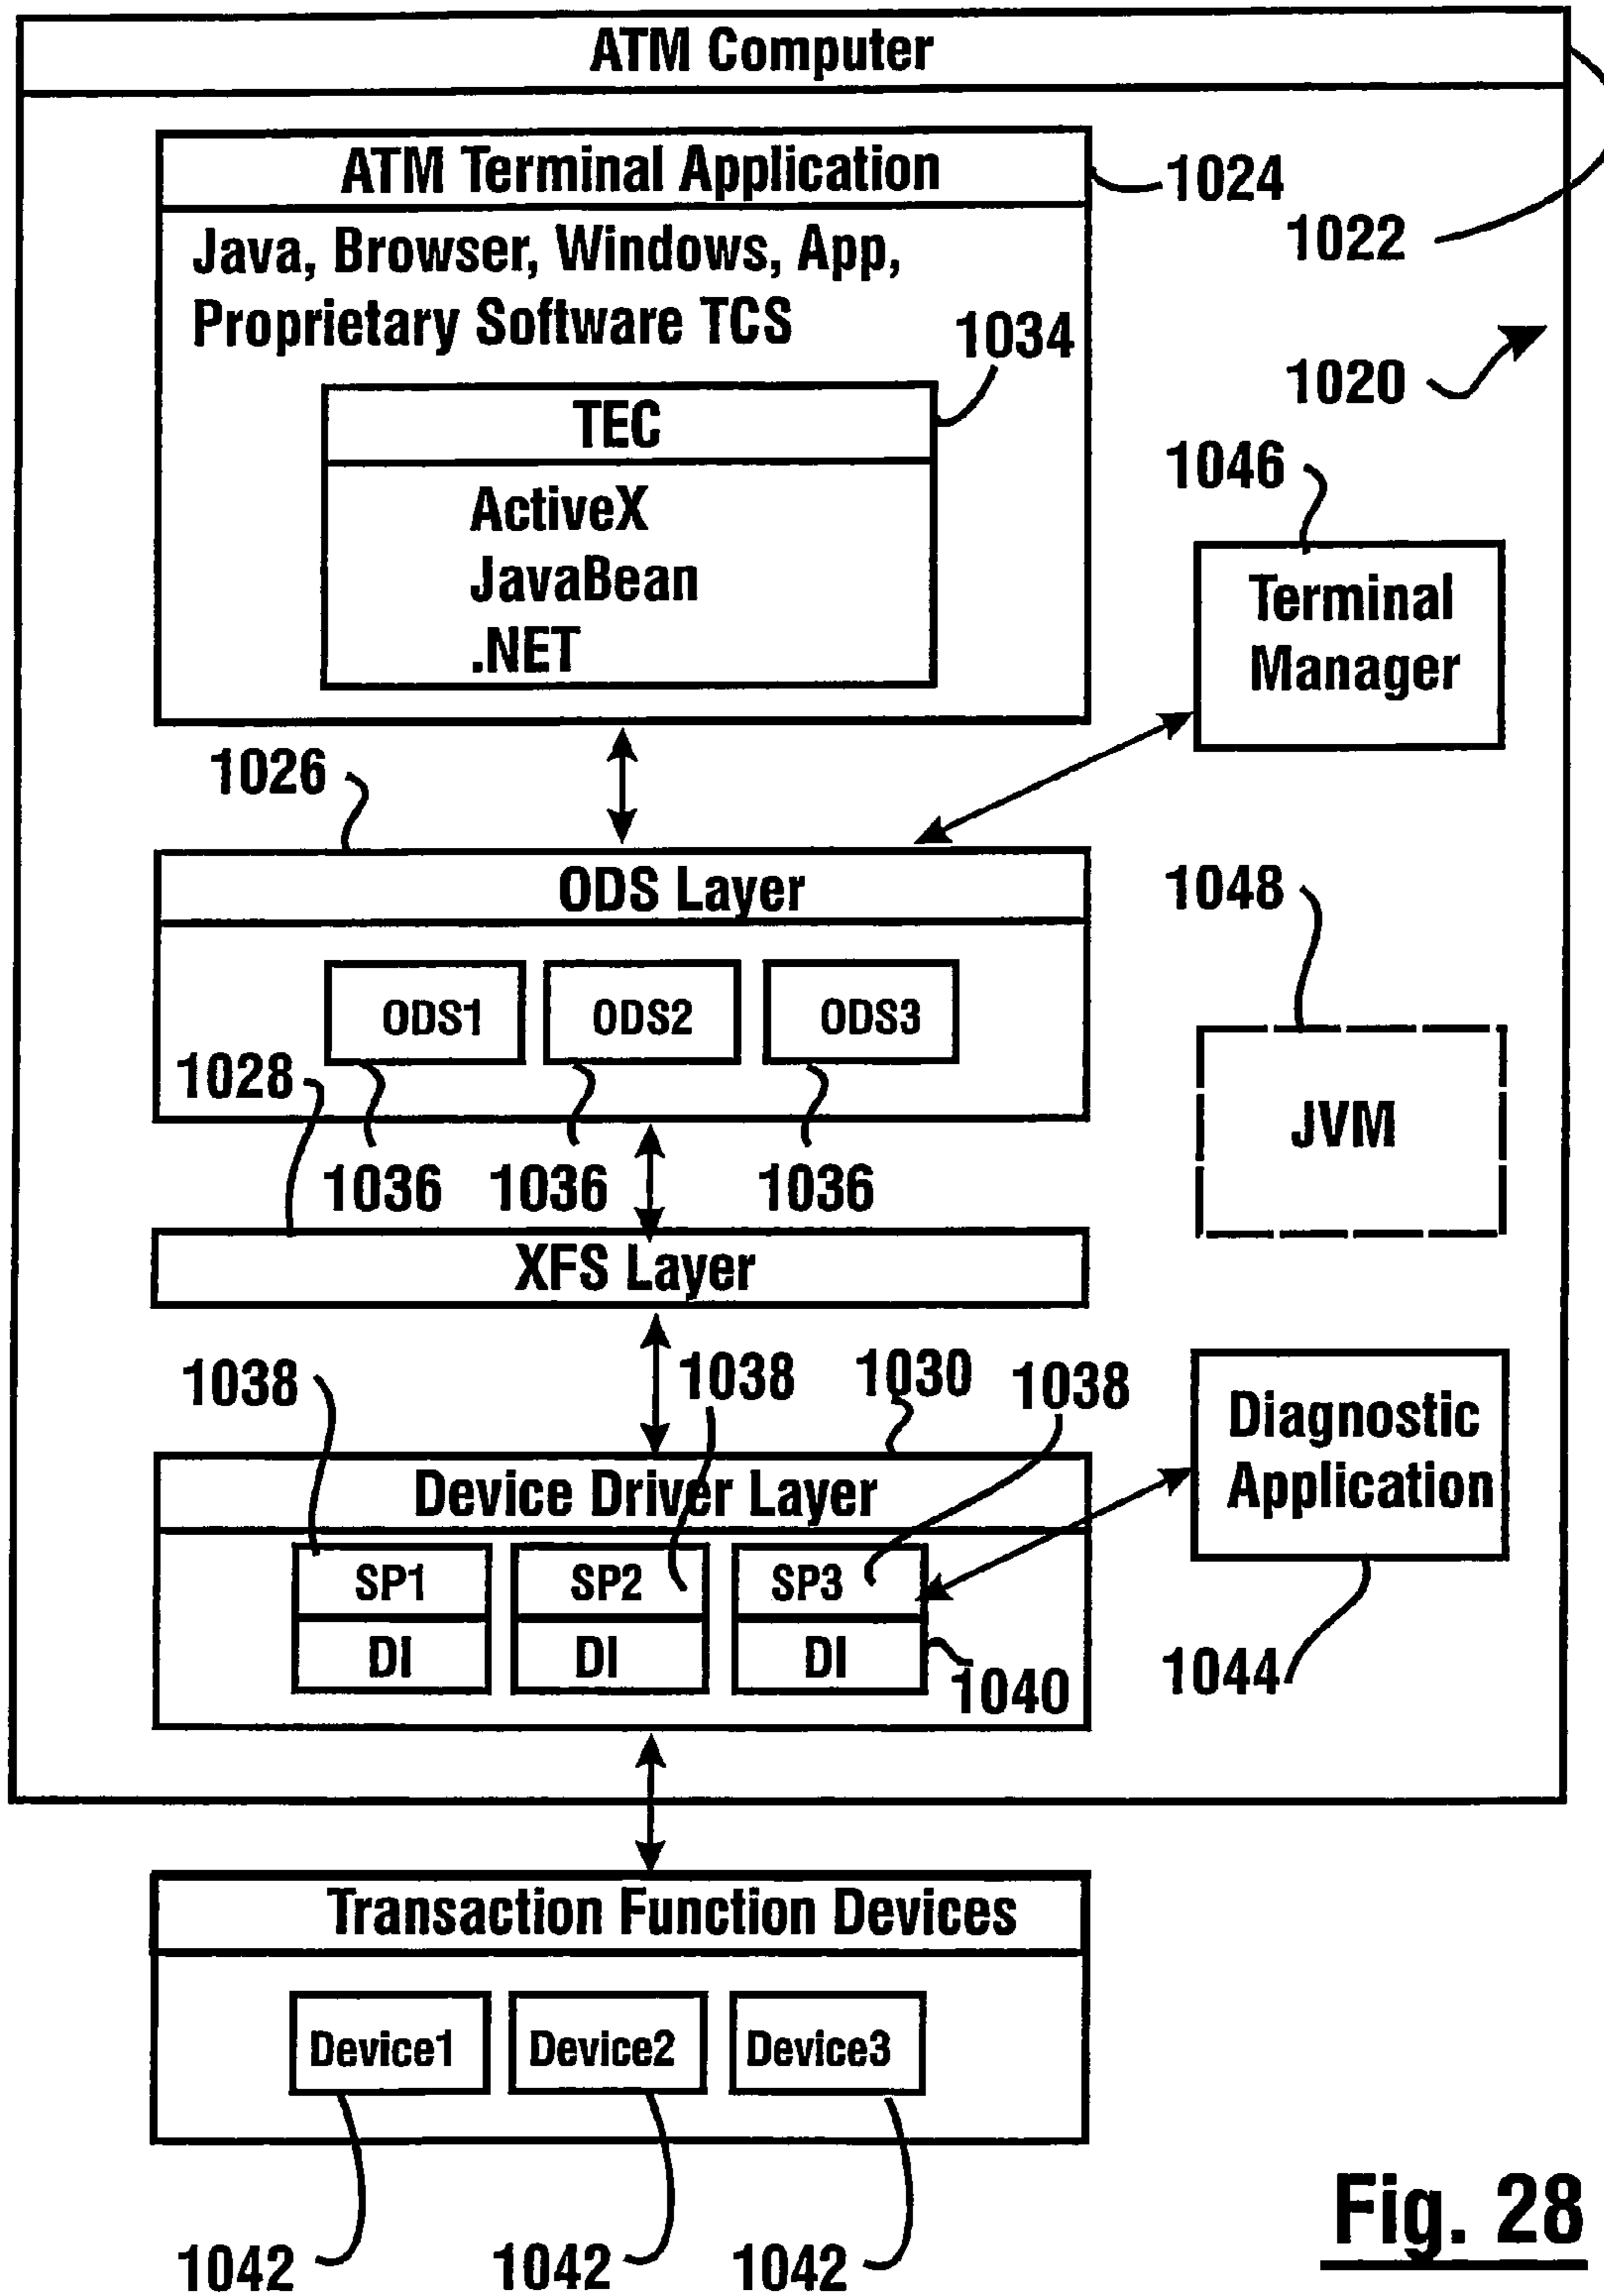 ATM Computer
ATM Terminal Application
1024
Java, Browser, Windows, App,
Proprietary Software TCS
1022
1034
1020
TEC
ActiveX
JavaBean
.NET
1046
Terminal
Manager
1026
ODS Layer
1048
ODS1 ODS2 ODS3
1028
JVM
1036 1036 1036
XFS Layer
1038 1038 1030 1038
Device Driver Layer
Diagnostic
Application
SP1 SP2 SP3
DI DI DI
1040
1044
Transaction Function Devices
Device1 Device2 Device3
1042 1042 1042
Fig. 28